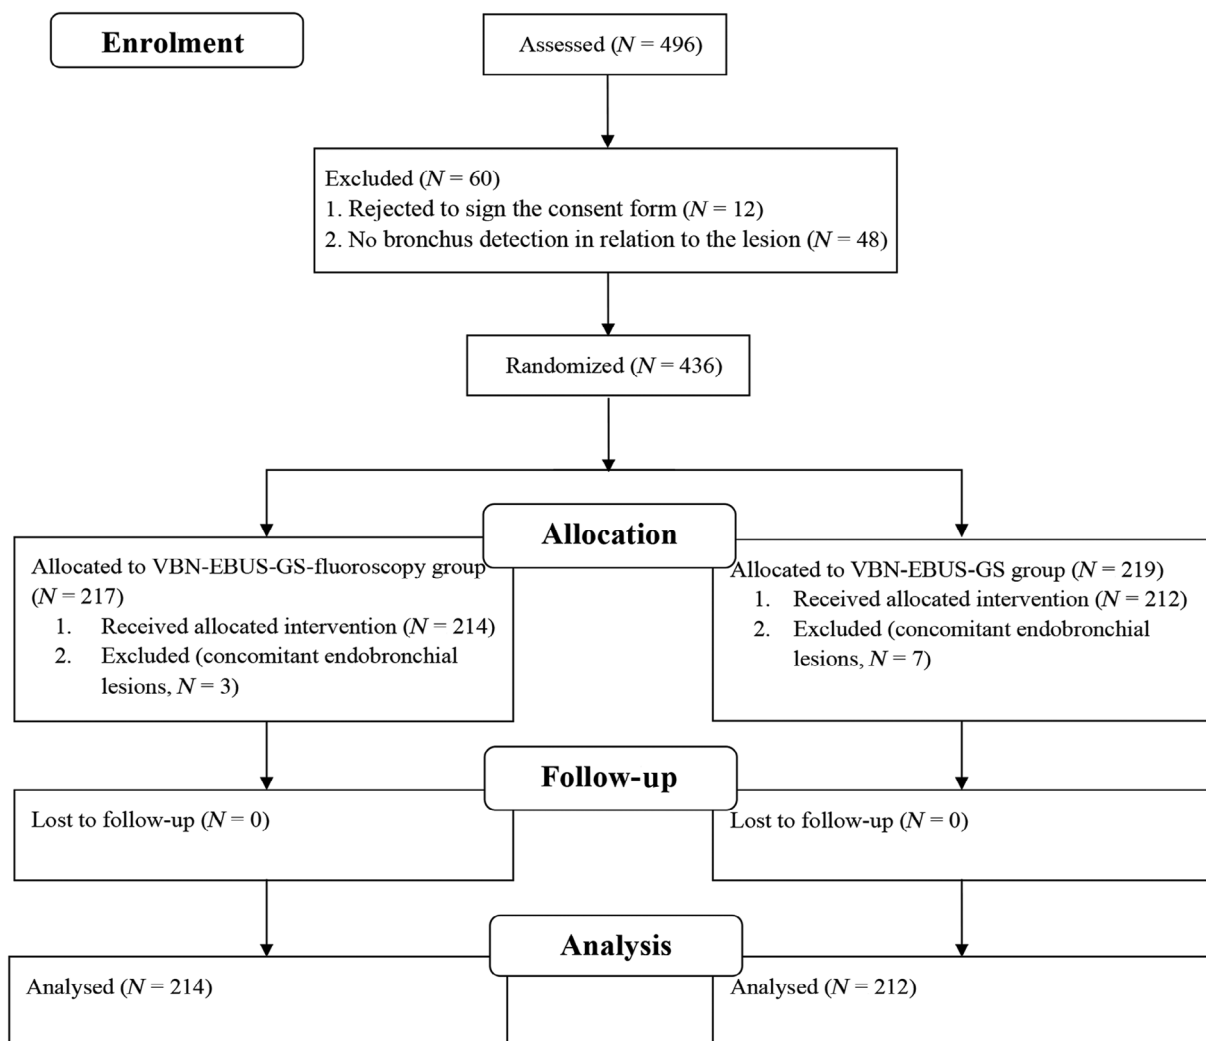 Enrolment
Assessed (N = 496)
Excluded (N = 60)
1. Rejected to sign the consent form (N = 12)
2. No bronchus detection in relation to the lesion (N = 48)
Randomized (N = 436)
Allocation
Allocated to VBN-EBUS-GS-fluoroscopy group
(N = 217)
1. Received allocated intervention (N = 214)
2. Excluded (concomitant endobronchial
lesions, N = 3)
Allocated to VBN-EBUS-GS group (N = 219)
1. Received allocated intervention (N = 212)
2. Excluded (concomitant endobronchial
lesions, N = 7)
Follow-up
Lost to follow-up (N = 0)
Lost to follow-up (N = 0)
Analysis
Analysed (N = 214)
Analysed (N = 212)